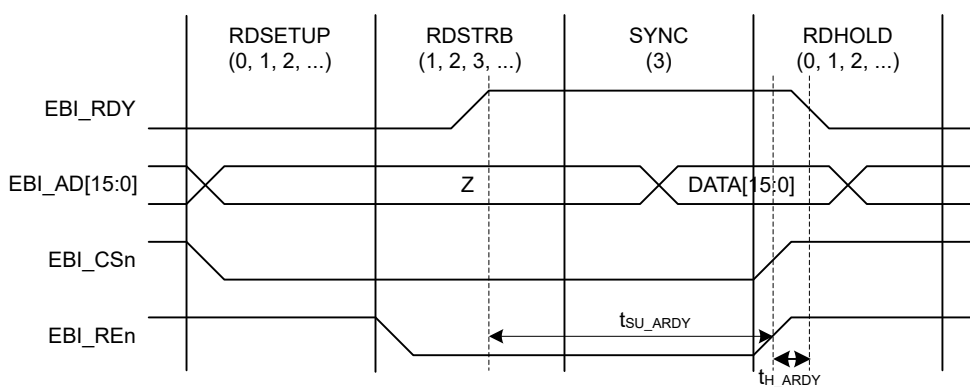 RDSETUP RDSTRB SYNC RDHOLD
(0, 1, 2, ...) (1, 2, 3, ...) (3) (0, 1, 2, ...)
EBI_RDY
EBI_AD[15:0] Z DATA[15:0]
EBI_CSn
EBI_REn tSU_ARDY
tH_ARDY